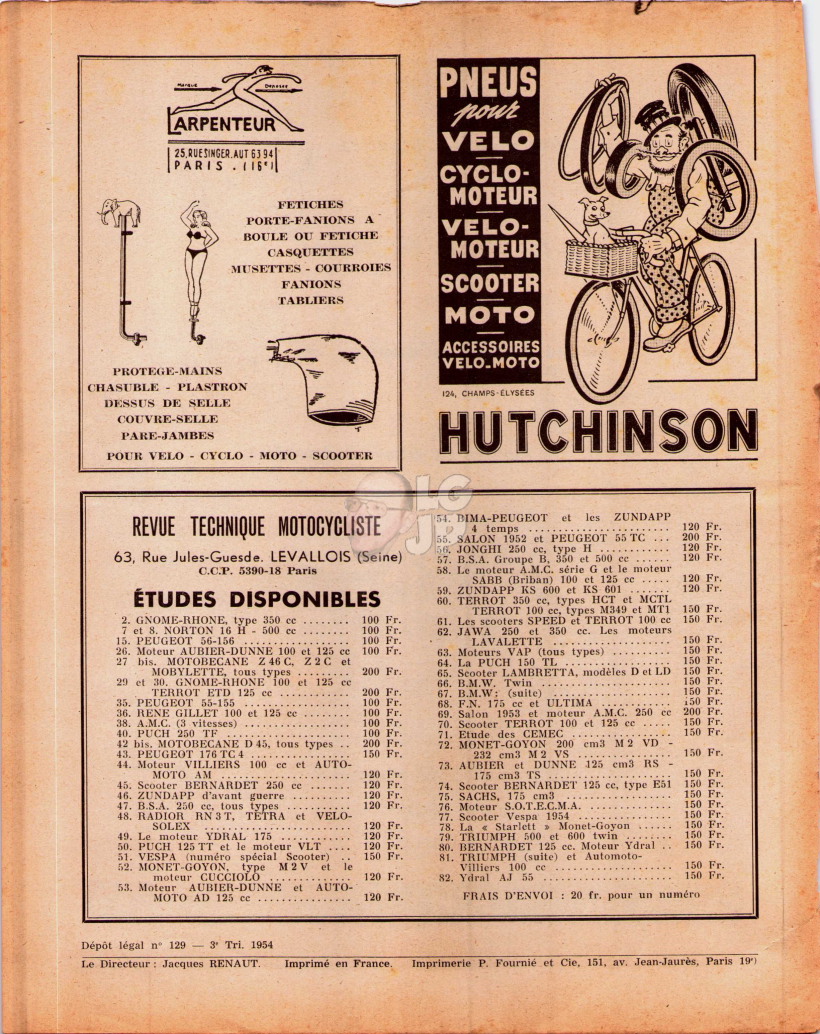 Marque Deposee
LARPENTEUR
25, RUE SINGER. AUT 63 94
PARIS. (16e)
FETICHES
PORTE-FANIONS A
BOULE OU FETICHE
CASQUETTES
MUSETTES - COURROIES
FANIONS
TABLIERS
PROTEGE-MAINS
CHASUBLE - PLASTRON
DESSUS DE SELLE
COUVRE-SELLE
PARE-JAMBES
POUR VELO - CYCLO - MOTO - SCOOTER
PNEUS
pour
VELO
CYCLO-
MOTEUR
VELO-
MOTEUR
SCOOTER
MOTO
ACCESSOIRES
VELO-MOTO
124, CHAMPS-ÉLYSÉES
HUTCHINSON
LG
JP
REVUE TECHNIQUE MOTOCYCLISTE
63, Rue Jules-Guesde. LEVALLOIS (Seine)
C.C.P. 5390-18 Paris
ÉTUDES DISPONIBLES
2. GNOME-RHONE, type 350 cc ........ 100 Fr.
7 et 8. NORTON 16 H - 500 cc ........ 100 Fr.
15. PEUGEOT 56-156 .................. 100 Fr.
26. Moteur AUBIER-DUNNE 100 et 125 cc 100 Fr.
27 bis. MOTOBECANE Z 46 C, Z 2 C et
MOBYLETTE, tous types ........ 200 Fr.
29 et 30. GNOME-RHONE 100 et 125 cc
TERROT ETD 125 cc ............ 200 Fr.
35. PEUGEOT 55-155 .................. 100 Fr.
36. RENE GILLET 100 et 125 cc ........ 100 Fr.
38. A.M.C. (3 vitesses) .............. 100 Fr.
40. PUCH 250 TF .................... 100 Fr.
42 bis. MOTOBECANE D 45, tous types .. 200 Fr.
43. PEUGEOT 176 TC 4 ................ 150 Fr.
44. Moteur VILLIERS 100 cc et AUTO-
MOTO AM ...................... 120 Fr.
45. Scooter BERNARDET 250 cc ........ 120 Fr.
46. ZUNDAPP d'avant guerre .......... 120 Fr.
47. B.S.A. 250 cc, tous types .......... 120 Fr.
48. RADIOR RN 3 T, TETRA et VELO-
SOLEX ........................ 120 Fr.
49. Le moteur YDRAL 175 ............ 120 Fr.
50. PUCH 125 TT et le moteur VLT .... 120 Fr.
51. VESPA (numéro spécial Scooter) .. 150 Fr.
52. MONET-GOYON, type M 2 V et le
moteur CUCCIOLO .............. 120 Fr.
53. Moteur AUBIER-DUNNE et AUTO-
MOTO AD 125 cc ................ 120 Fr.
54. BIMA-PEUGEOT et les ZUNDAPP
4 temps ...................... 120 Fr.
55. SALON 1952 et PEUGEOT 55 TC ... 200 Fr.
56. JONGHI 250 cc, type H ............ 120 Fr.
57. B.S.A. Groupe B, 350 et 500 cc ...... 120 Fr.
58. Le moteur A.M.C. série G et le moteur
SABB (Briban) 100 et 125 cc ..... 120 Fr.
59. ZUNDAPP KS 600 et KS 601 ....... 120 Fr.
60. TERROT 350 cc, types HCT et MCTL
TERROT 100 cc, types M349 et MT1 150 Fr.
61. Les scooters SPEED et TERROT 100 cc 150 Fr.
62. JAWA 250 et 350 cc. Les moteurs
LAVALETTE .................... 150 Fr.
63. Moteurs VAP (tous types) .......... 150 Fr.
64. La PUCH 150 TL .................. 150 Fr.
65. Scooter LAMBRETTA, modèles D et LD 150 Fr.
66. B.M.W. Twin ...................... 150 Fr.
67. B.M.W: (suite) .................... 150 Fr.
68. F.N. 175 cc et ULTIMA ............ 150 Fr.
69. Salon 1953 et moteur A.M.C. 250 cc 200 Fr.
70. Scooter TERROT 100 et 125 cc ...... 150 Fr.
71. Etude des CEMEC .................. 150 Fr.
72. MONET-GOYON 200 cm3 M 2 VD -
232 cm3 M 2 VS ................ 150 Fr.
73. AUBIER et DUNNE 125 cm3 RS -
175 cm3 TS .................... 150 Fr.
74. Scooter BERNARDET 125 cc, type E51 150 Fr.
75. SACHS, 175 cm3 .................. 150 Fr.
76. Moteur S.O.T.E.C.M.A. ............ 150 Fr.
77. Scooter Vespa 1954 ................ 150 Fr.
78. La « Starlett » Monet-Goyon ...... 150 Fr.
79. TRIUMPH 500 et 600 twin ........ 150 Fr.
80. BERNARDET 125 cc. Moteur Ydral .. 150 Fr.
81. TRIUMPH (suite) et Automoto-
Villiers 100 cc .................. 150 Fr.
82. Ydral AJ 55 ...................... 150 Fr.
FRAIS D'ENVOI : 20 fr. pour un numéro
Dépôt légal n° 129 — 3e Tri. 1954
Le Directeur : Jacques RENAUT. Imprimé en France. Imprimerie P. Fournié et Cie, 151, av. Jean-Jaurès, Paris 19e)